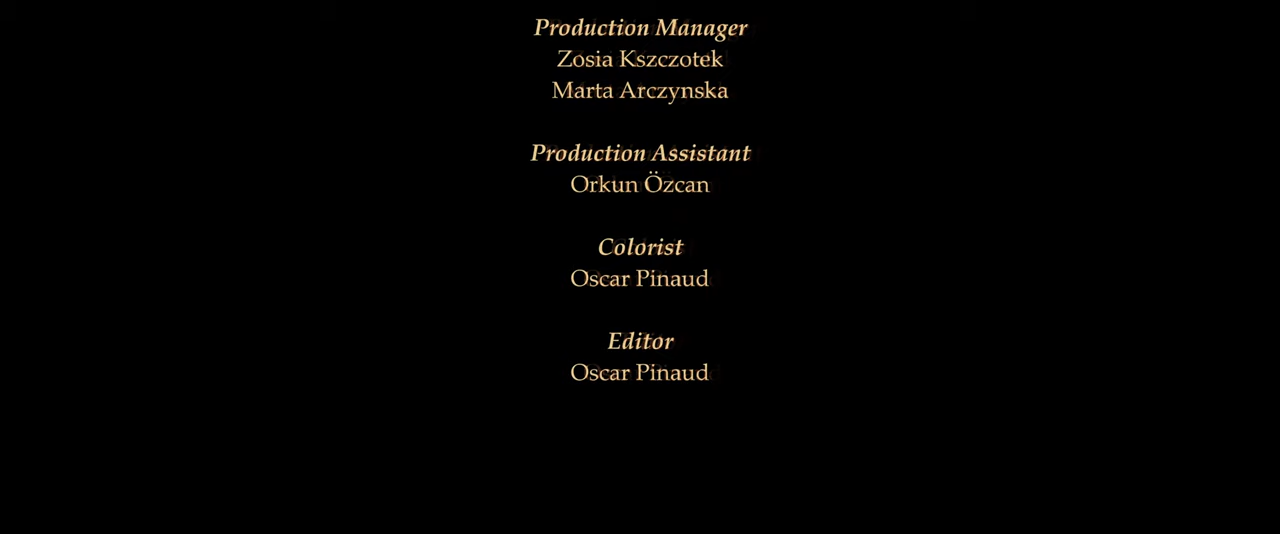 Production Manager
Zosia Kszczotek
Marta Arczynska
Production Assistant
Orkun Özcan
Colorist
Oscar Pinaud
Editor
Oscar Pinaud